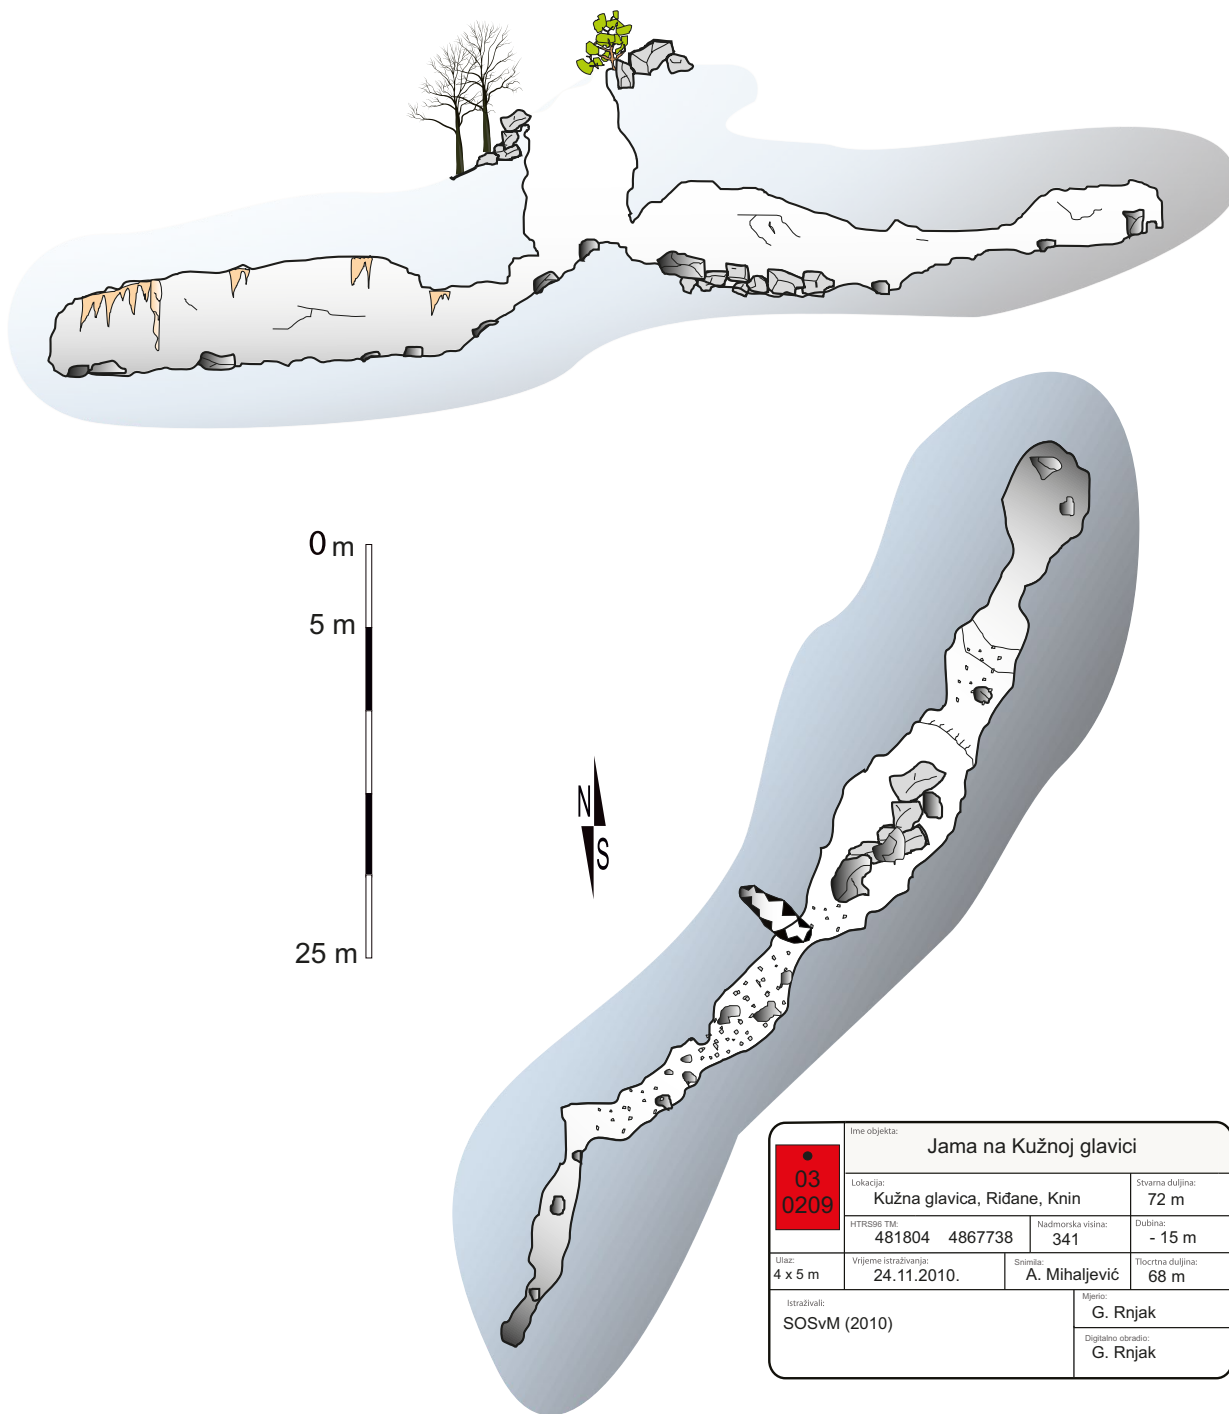 0 m
5 m
25 m
N
S
03
0209
Ime objekta:
Jama na Kužnoj glavici
Lokacija:
Kužna glavica, Riđane, Knin
Stvarna duljina:
72 m
HTRS96 TM:
481804 4867738
Nadmorska visina:
341
Dubina:
- 15 m
Ulaz:
4 x 5 m
Vrijeme istraživanja:
24.11.2010.
Snimila:
A. Mihaljević
Tlocrtna duljina:
68 m
Istraživali:
SOSvM (2010)
Mjerio:
G. Rnjak
Digitalno obradio:
G. Rnjak